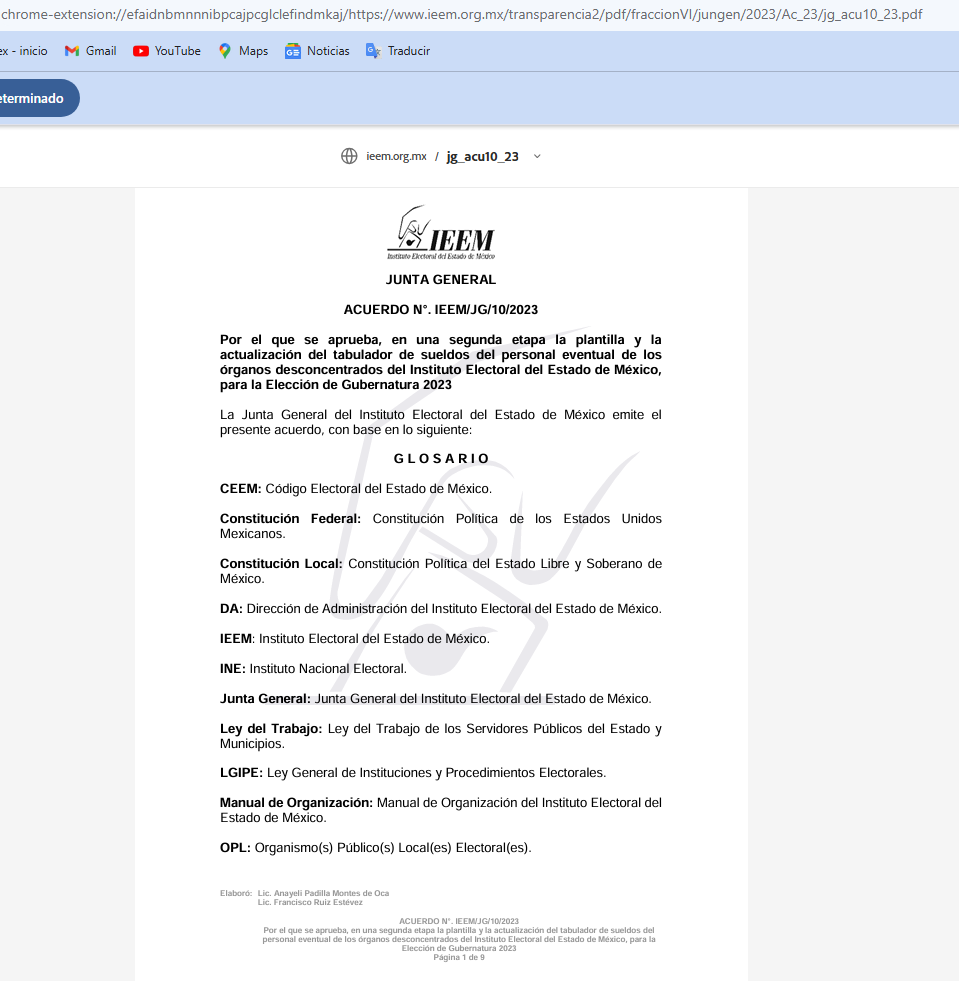 chrome-extension://efaidnbmnnnibpcajpcglclefindmkaj/https://www.ieem.org.mx/transparencia2/pdf/fraccionVI/jungen/2023/Ac_23/jg_acu10_23.pdf
ex - inicio Gmail YouTube Maps Noticias Traducir
eterminado
ieem.org.mx / jg_acu10_23
IEEM
Instituto Electoral del Estado de México
JUNTA GENERAL
ACUERDO N°. IEEM/JG/10/2023
Por el que se aprueba, en una segunda etapa la plantilla y la
actualización del tabulador de sueldos del personal eventual de los
órganos desconcentrados del Instituto Electoral del Estado de México,
para la Elección de Gubernatura 2023
La Junta General del Instituto Electoral del Estado de México emite el
presente acuerdo, con base en lo siguiente:
G L O S A R I O
CEEM: Código Electoral del Estado de México.
Constitución Federal: Constitución Política de los Estados Unidos
Mexicanos.
Constitución Local: Constitución Política del Estado Libre y Soberano de
México.
DA: Dirección de Administración del Instituto Electoral del Estado de México.
IEEM: Instituto Electoral del Estado de México.
INE: Instituto Nacional Electoral.
Junta General: Junta General del Instituto Electoral del Estado de México.
Ley del Trabajo: Ley del Trabajo de los Servidores Públicos del Estado y
Municipios.
LGIPE: Ley General de Instituciones y Procedimientos Electorales.
Manual de Organización: Manual de Organización del Instituto Electoral del
Estado de México.
OPL: Organismo(s) Público(s) Local(es) Electoral(es).
Elaboró: Lic. Anayeli Padilla Montes de Oca
Lic. Francisco Ruiz Estévez
ACUERDO N°. IEEM/JG/10/2023
Por el que se aprueba, en una segunda etapa la plantilla y la actualización del tabulador de sueldos del
personal eventual de los órganos desconcentrados del Instituto Electoral del Estado de México, para la
Elección de Gubernatura 2023
Página 1 de 9